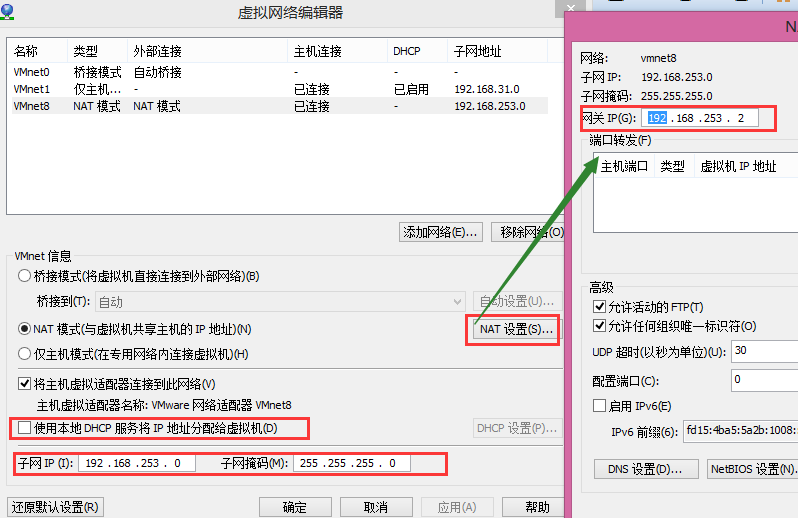 虚拟网络编辑器
名称 类型 外部连接 主机连接 DHCP 子网地址
VMnet0 桥接模式 自动桥接 - - -
VMnet1 仅主机... - 已连接 已启用 192.168.31.0
VMnet8 NAT 模式 NAT 模式 已连接 - 192.168.253.0
添加网络(E)... 移除网络(O)
VMnet 信息
桥接模式(将虚拟机直接连接到外部网络)(B)
桥接到(T): 自动 自动设置(U)...
NAT 模式(与虚拟机共享主机的 IP 地址)(N) NAT 设置(S)...
仅主机模式(在专用网络内连接虚拟机)(H)
将主机虚拟适配器连接到此网络(V)
主机虚拟适配器名称: VMware 网络适配器 VMnet8
使用本地 DHCP 服务将 IP 地址分配给虚拟机(D) DHCP 设置(P)...
子网 IP (I): 192 .168 .253 . 0 子网掩码(M): 255 .255 .255 . 0
还原默认设置(R) 确定 取消 应用(A) 帮助
网络: vmnet8
子网 IP: 192.168.253.0
子网掩码: 255.255.255.0
网关 IP(G): 192 .168 .253 . 2
端口转发(F)
主机端口 类型 虚拟机 IP 地址
高级
允许活动的 FTP(T)
允许任何组织唯一标识符(O)
UDP 超时(以秒为单位)(U): 30
配置端口(C): 0
启用 IPv6(E)
IPv6 前缀(6): fd15:4ba5:5a2b:1008:
DNS 设置(D)... NetBIOS 设置(N).